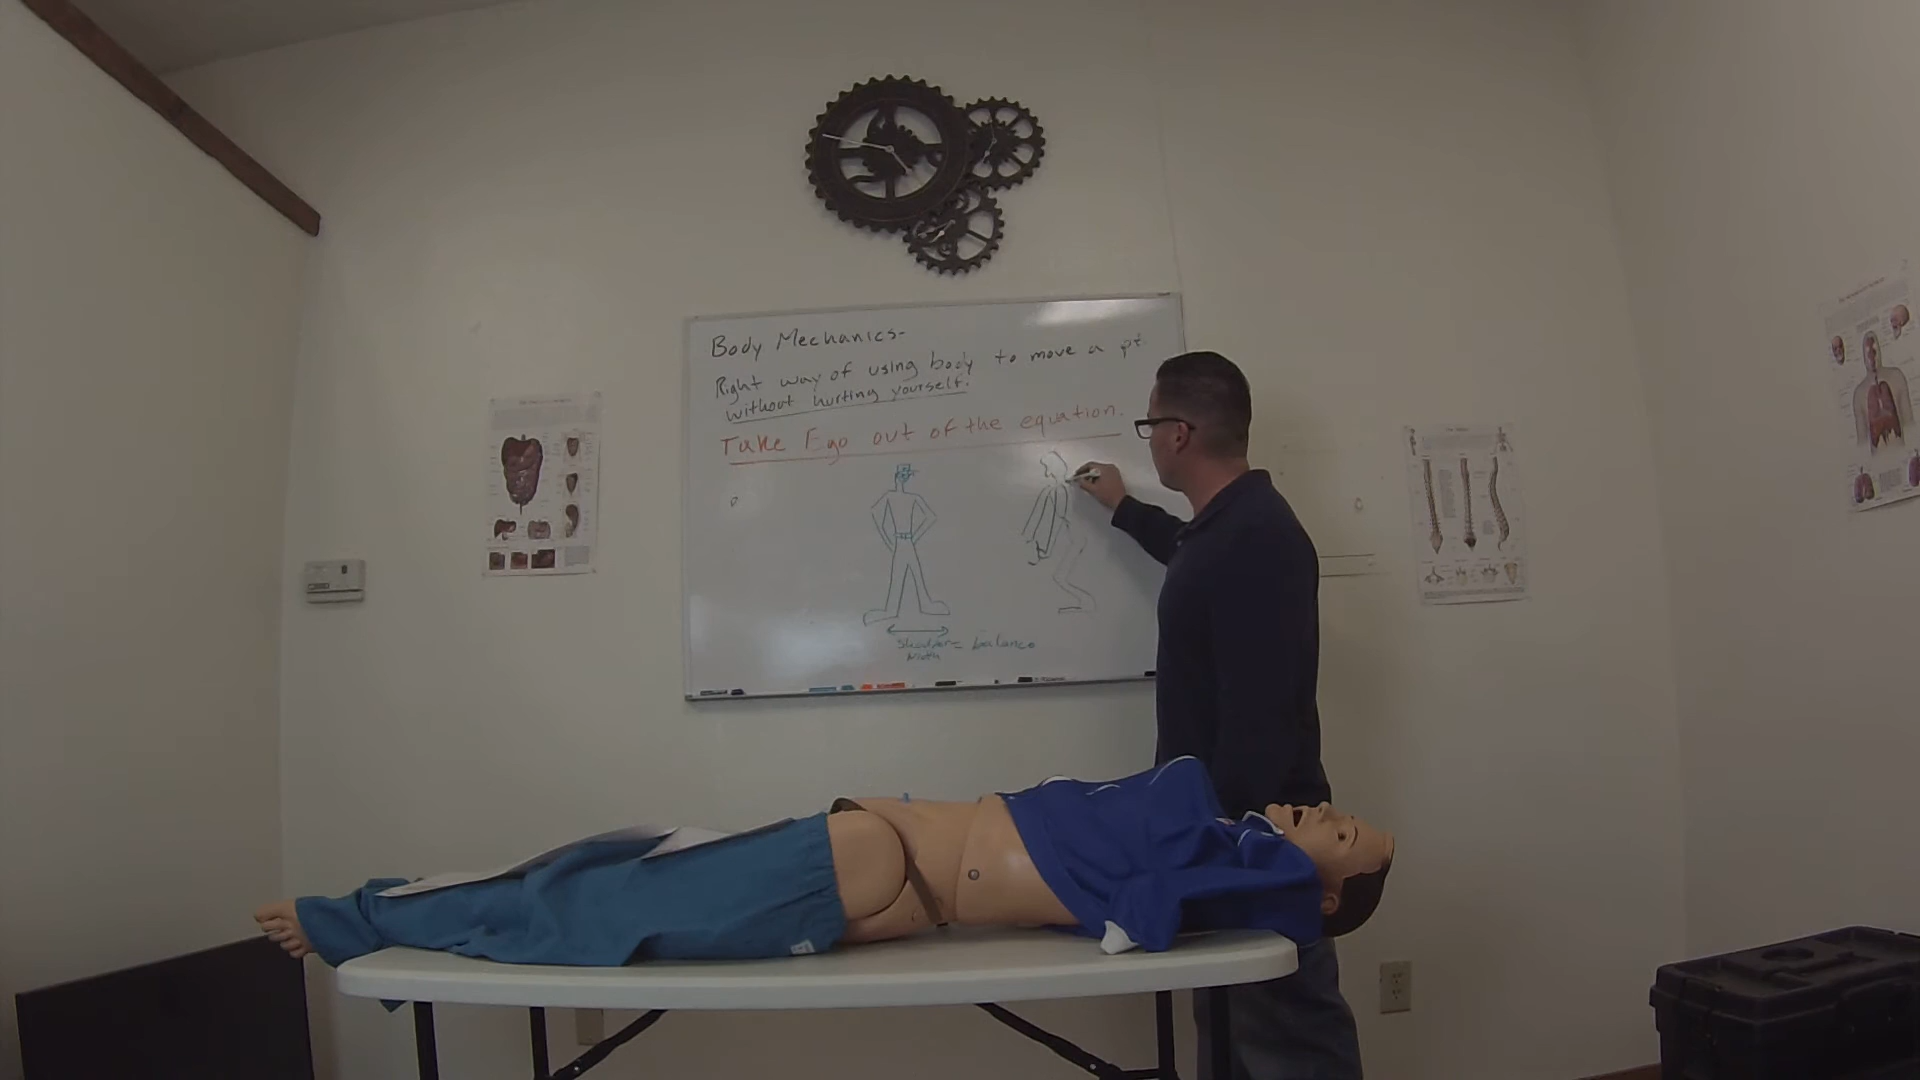 Body Mechanics-
Right way of using body to move a pt.
without hurting yourself.
Take Ego out of the equation.
Shoulder = balance
Width